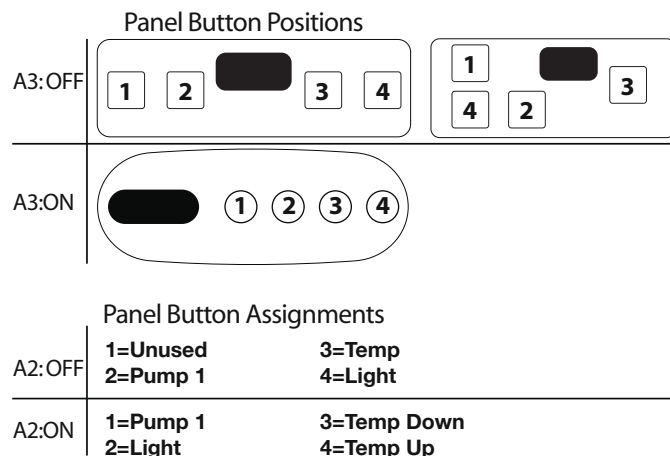 Panel Button Positions
A3: OFF
1 2 3 4
1 3
4 2
A3:ON
1 2 3 4
Panel Button Assignments
A2: OFF
1=Unused 3=Temp
2=Pump 1 4=Light
A2:ON
1=Pump 1 3=Temp Down
2=Light 4=Temp Up